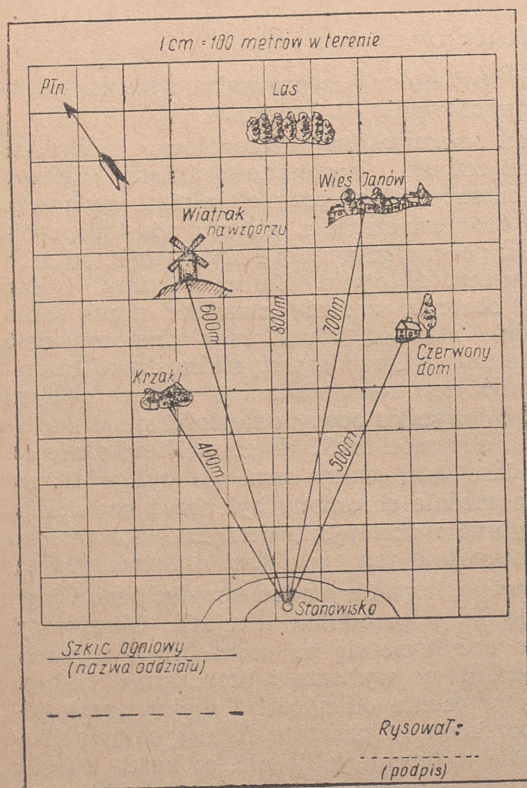 1 cm = 100 metrów w terenie
Płn
Las
Wieś Janów
Wiatrak
na wzgórzu
600m
800m
700m
Czerwony
dom
Krzaki
400m
500m
Stanowisko
Szkic ogniowy
(nazwa oddziału)
Rysował:
(podpis)